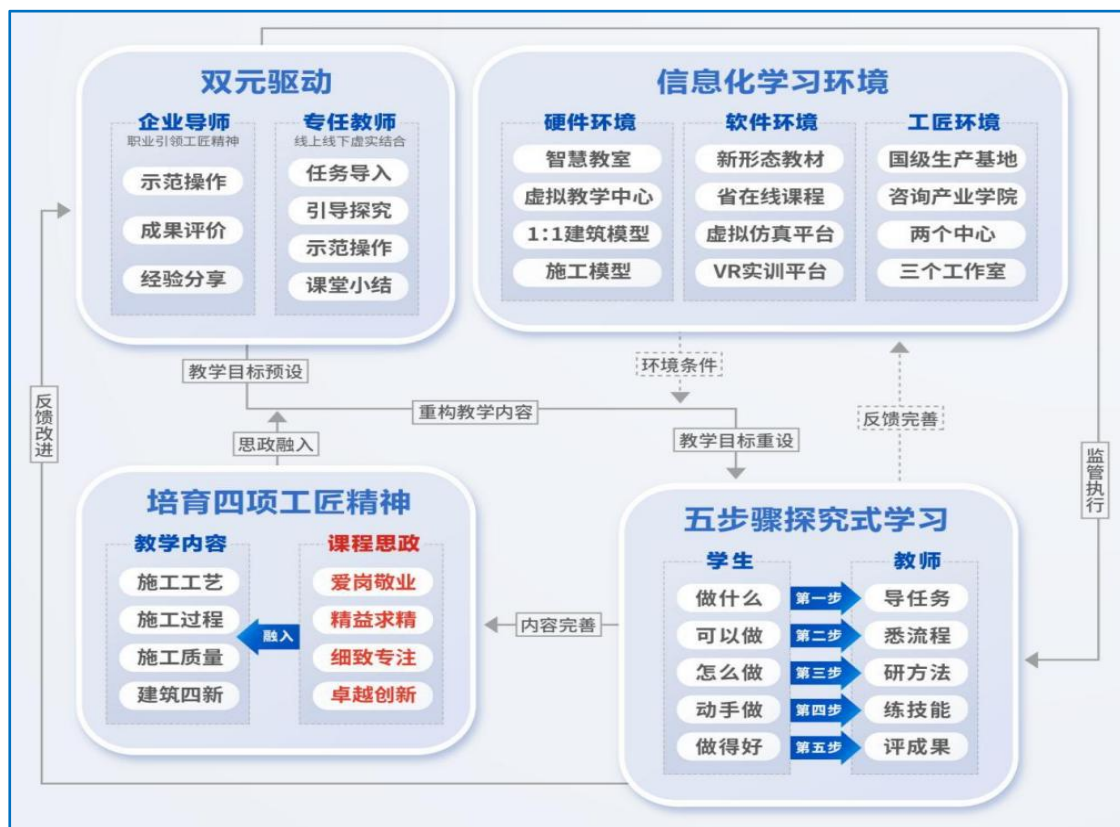 双元驱动
企业导师
职业引领工匠精神
示范操作
成果评价
经验分享
专任教师
线上线下虚实结合
任务导入
引导探究
示范操作
课堂小结
信息化学习环境
硬件环境
智慧教室
虚拟教学中心
1:1建筑模型
施工模型
软件环境
新形态教材
省在线课程
虚拟仿真平台
VR实训平台
工匠环境
国级生产基地
咨询产业学院
两个中心
三个工作室
教学目标预设
环境条件
重构教学内容
反馈完善
反馈改进
思政融入
教学目标重设
监管执行
培育四项工匠精神
教学内容
施工工艺
施工过程
施工质量
建筑四新
融入
课程思政
爱岗敬业
精益求精
细致专注
卓越创新
内容完善
五步骤探究式学习
学生
教师
做什么
第一步
导任务
可以做
第二步
悉流程
怎么做
第三步
研方法
动手做
第四步
练技能
做得好
第五步
评成果